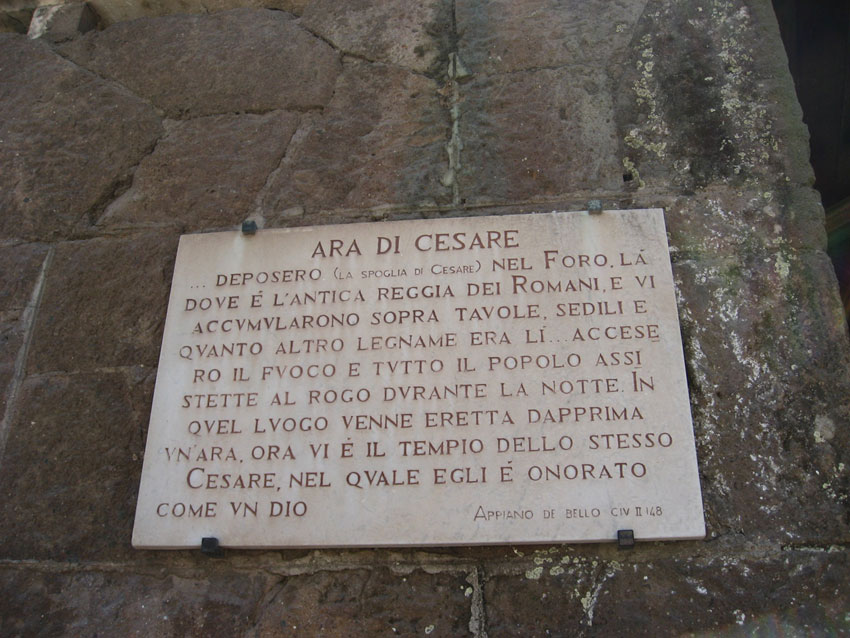 ARA DI CESARE
... DEPOSERO (LA SPOGLIA DI CESARE) NEL FORO, LÁ
DOVE É L'ANTICA REGGIA DEI ROMANI, E VI
ACCVMVLARONO SOPRA TAVOLE, SEDILI E
QVANTO ALTRO LEGNAME ERA LÍ... ACCESE
RO IL FVOCO E TVTTO IL POPOLO ASSI
STETTE AL ROGO DVRANTE LA NOTTE. IN
QVEL LVOGO VENNE ERETTA DAPPRIMA
VN'ARA, ORA VI É IL TEMPIO DELLO STESSO
CESARE, NEL QVALE EGLI É ONORATO
COME VN DIO
APPIANO DE BELLO CIV II 148